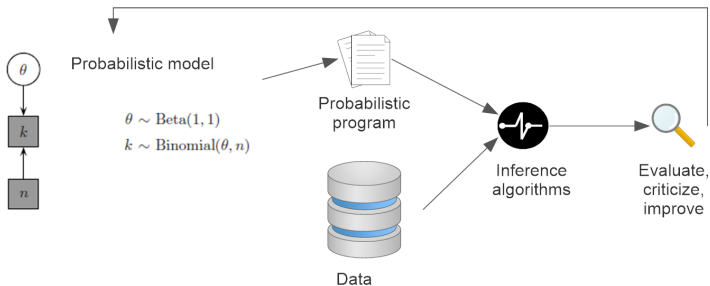 Probabilistic model
θ
k
n
θ ∼ Beta(1, 1)
k ∼ Binomial(θ, n)
Probabilistic
program
Data
Inference
algorithms
Evaluate,
criticize,
improve